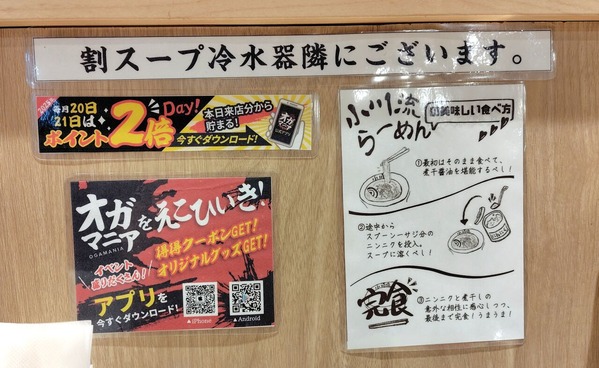 割スープ冷水器隣にございます。
毎月20日
21日は
ポイント2倍Day!
本日来店分から
貯まる!
今すぐダウンロード!
オガ
マニア
オガ
マニア
OGAMANIA
をえこひいき!
イベント
盛りだくさん!
得得クーポンGET!
オリジナルグッズGET!
アプリを
今すぐダウンロード!
▲iPhone
▲Android
小川流
らーめん
の美味しい食べ方
①最初はそのまま食べて、
煮干醤油を堪能するべし!
②途中から
スプーン一サジ分の
ニンニクを投入。
スープに溶くべし!
完食
③ニンニクと煮干しの
意外な相性に感心しつつ、
最後まで完食!うまうま!